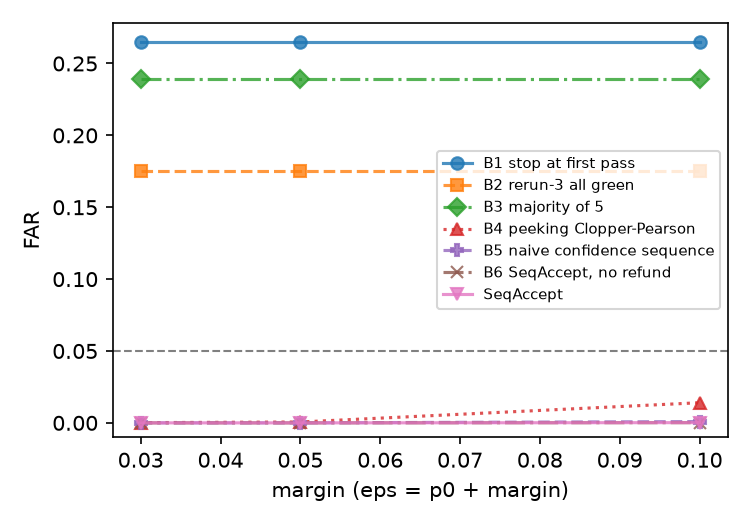 0.25
0.20
0.15
0.10
0.05
0.00
FAR
B1 stop at first pass
B2 rerun-3 all green
B3 majority of 5
B4 peeking Clopper-Pearson
B5 naive confidence sequence
B6 SeqAccept, no refund
SeqAccept
0.03 0.04 0.05 0.06 0.07 0.08 0.09 0.10
margin (eps = p0 + margin)